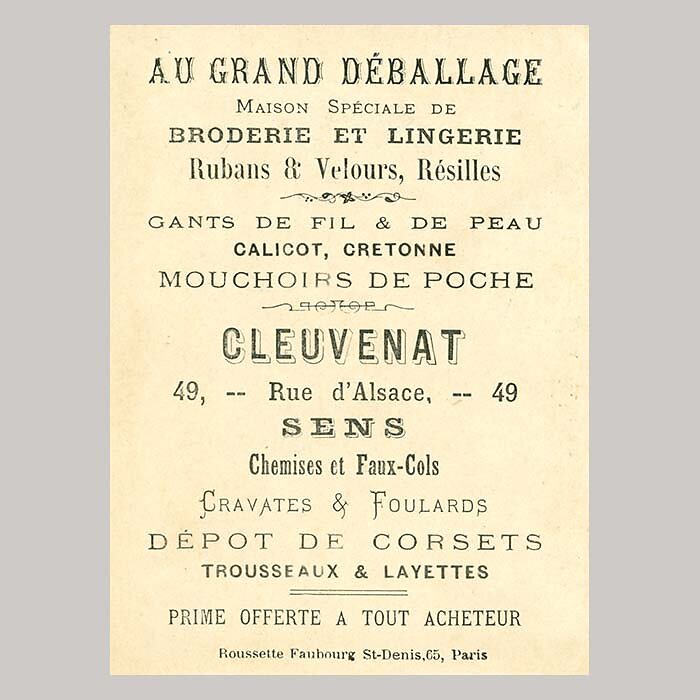 AU GRAND DÉBALLAGE
MAISON SPÉCIALE DE
BRODERIE ET LINGERIE
Rubans & Velours, Résilles
GANTS DE FIL & DE PEAU
CALICOT, CRETONNE
MOUCHOIRS DE POCHE
CLEUVENAT
49, -- Rue d'Alsace, -- 49
SENS
Chemises et Faux-Cols
CRAVATES & FOULARDS
DÉPOT DE CORSETS
TROUSSEAUX & LAYETTES
PRIME OFFERTE A TOUT ACHETEUR
Roussette Faubourg St-Denis,65, Paris